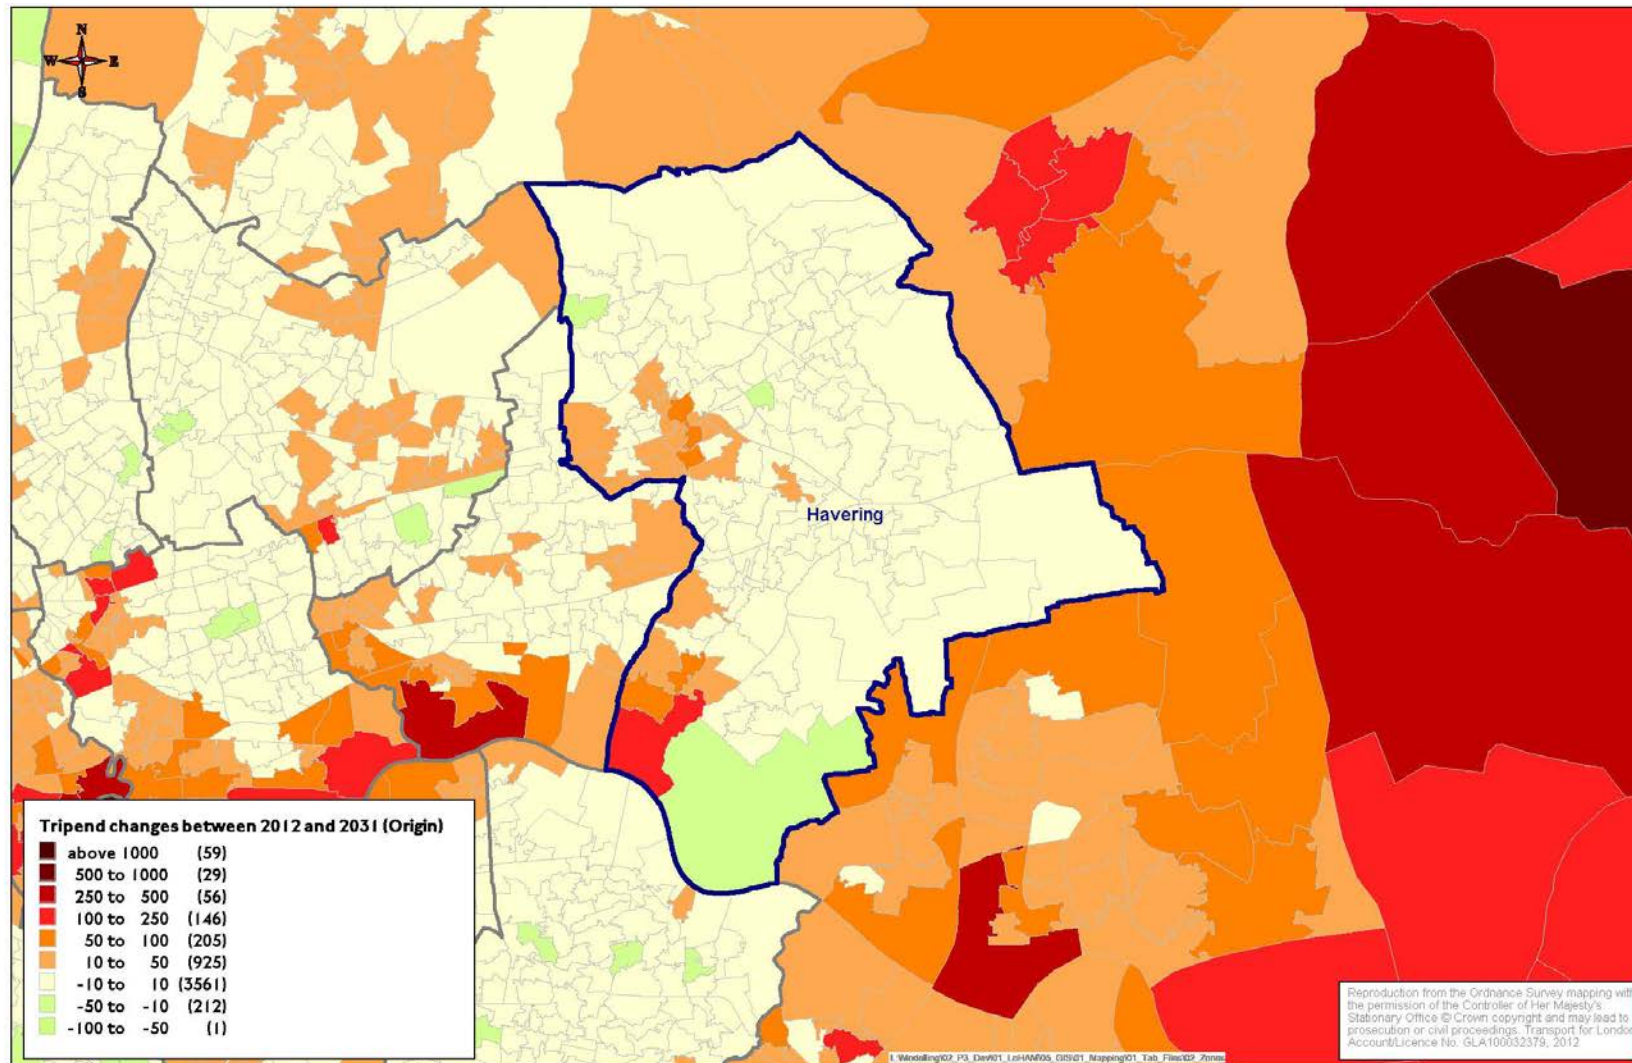 N
W E
S
Havering
Tripend changes between 2012 and 2031 (Origin)
above 1000 (59)
500 to 1000 (29)
250 to 500 (56)
100 to 250 (146)
50 to 100 (205)
10 to 50 (925)
-10 to 10 (3561)
-50 to -10 (212)
-100 to -50 (1)
Reproduction from the Ordnance Survey mapping with
the permission of the Controller of Her Majesty's
Stationary Office © Crown copyright and may lead to
prosecution or civil proceedings. Transport for London
Account/Licence No. GLA100032379, 2012